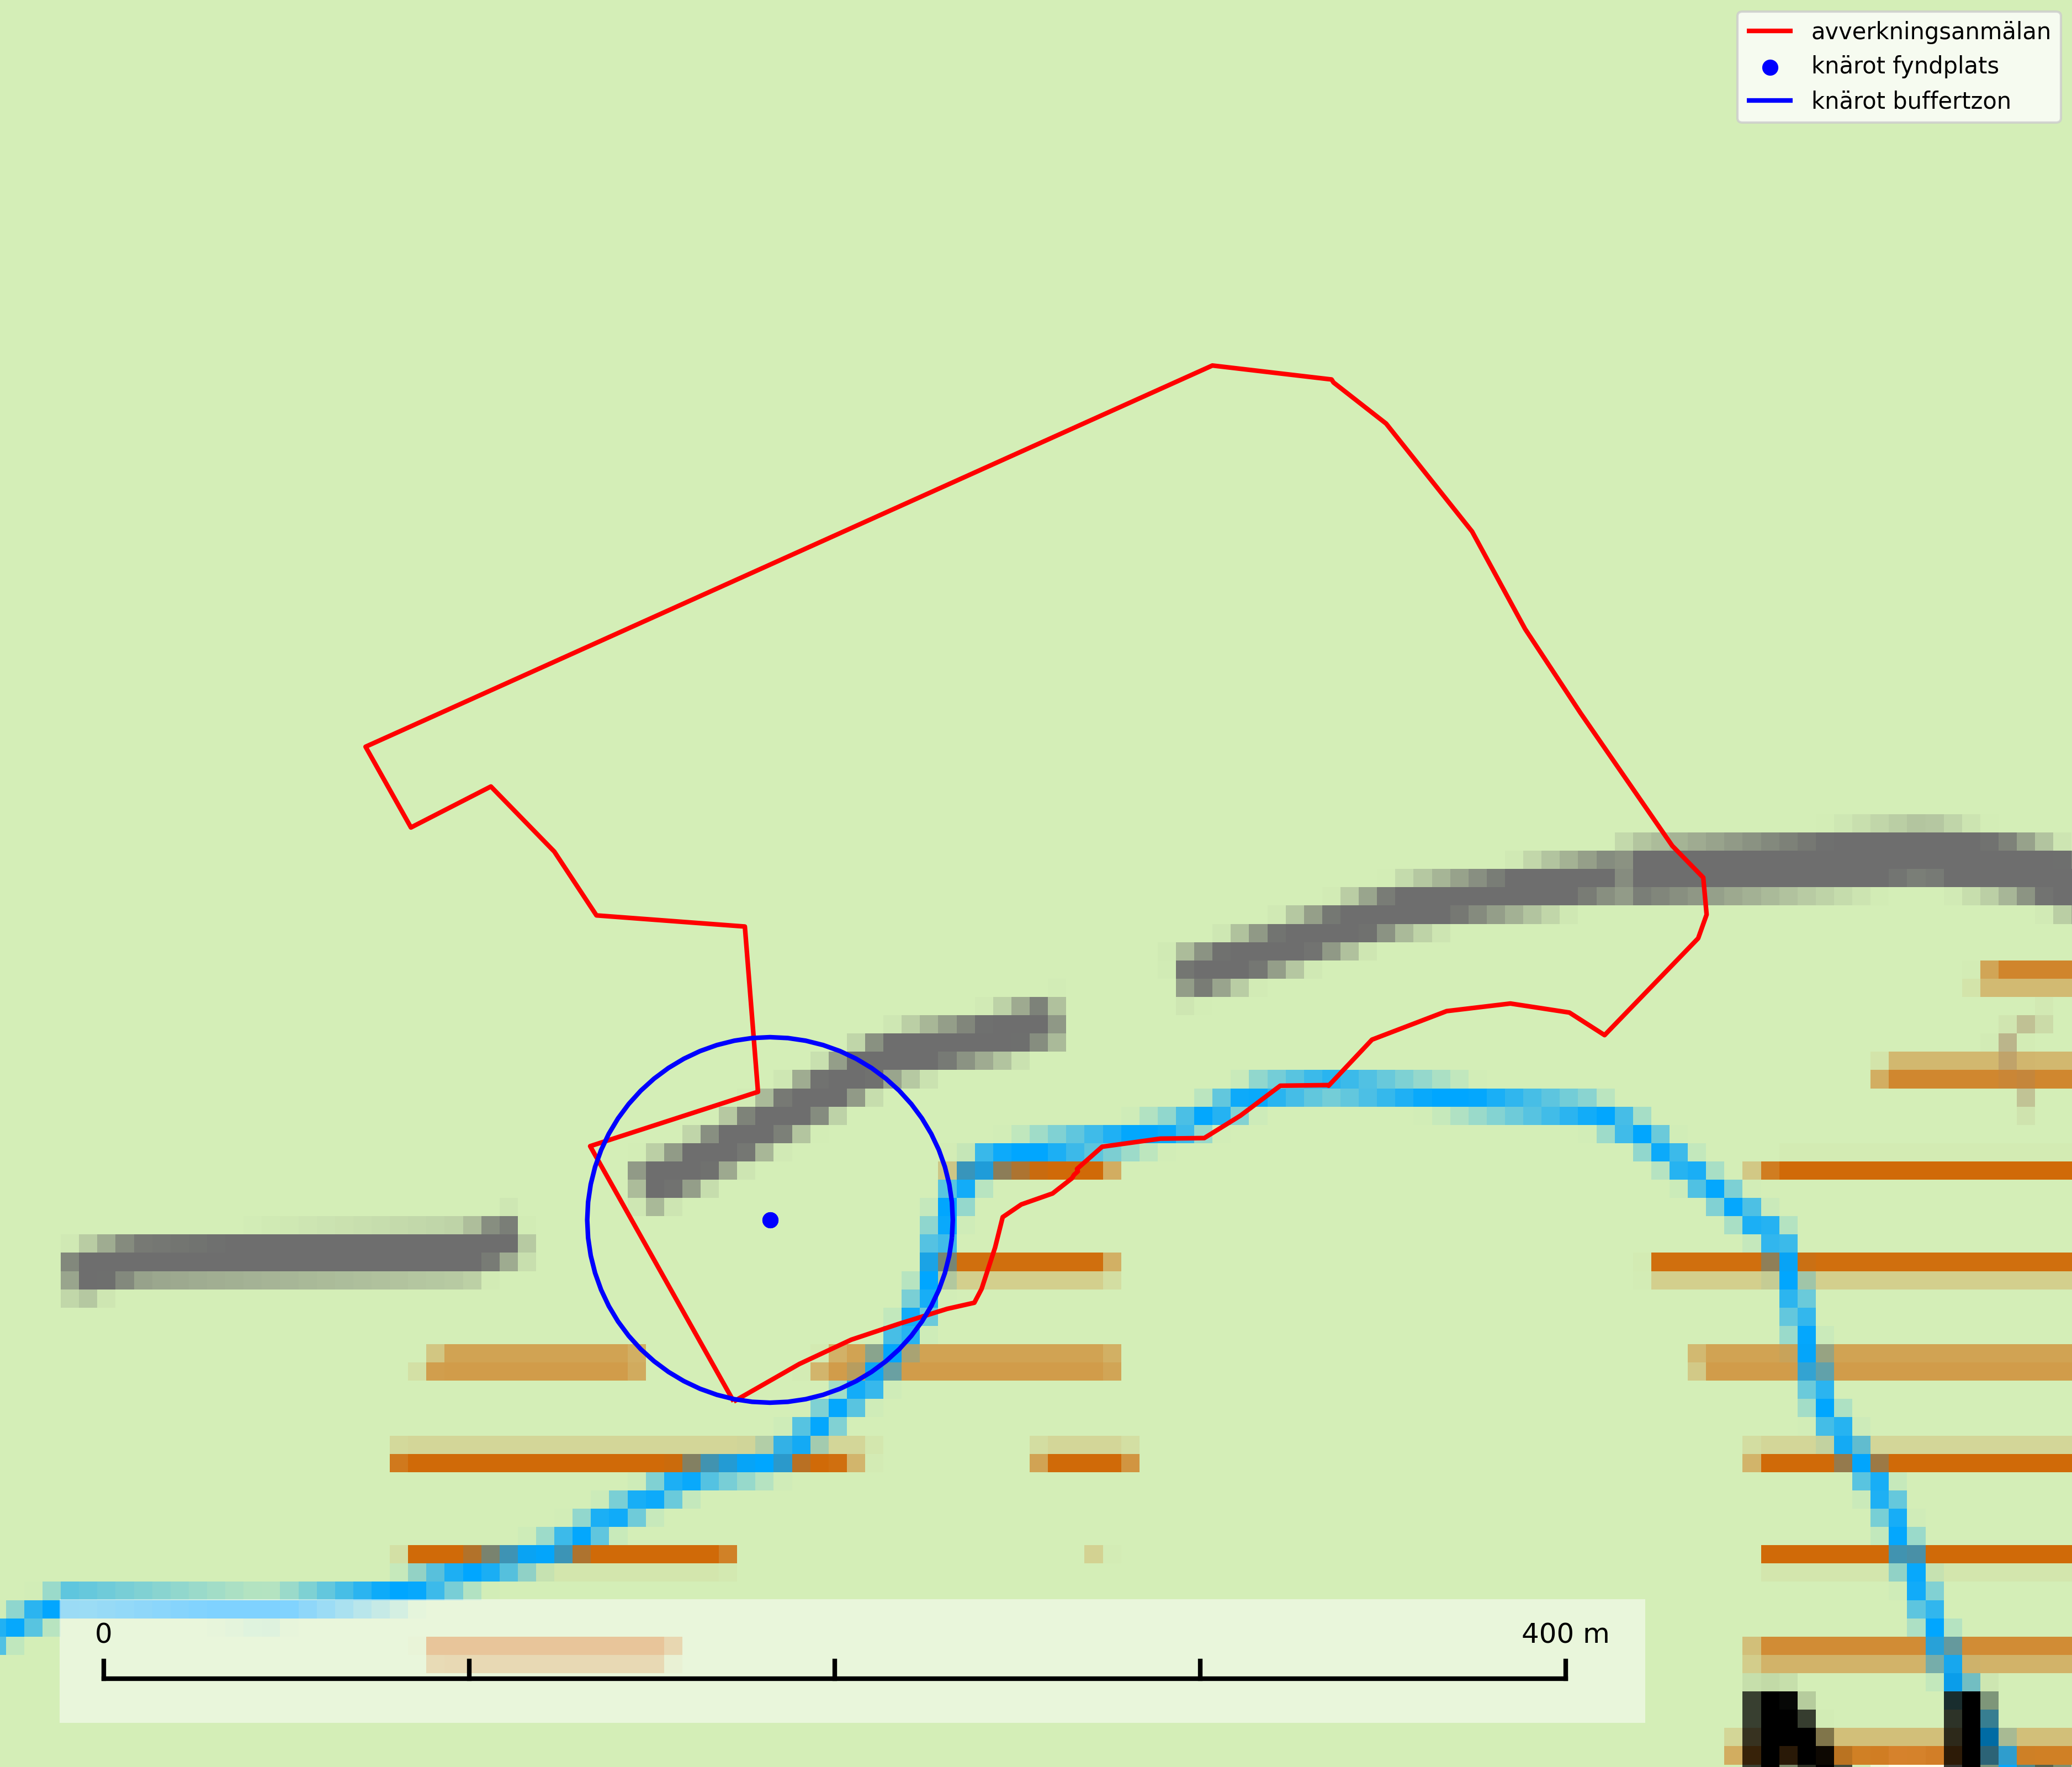 avverkningsanmälan
knärot fyndplats
knärot buffertzon
0
400 m